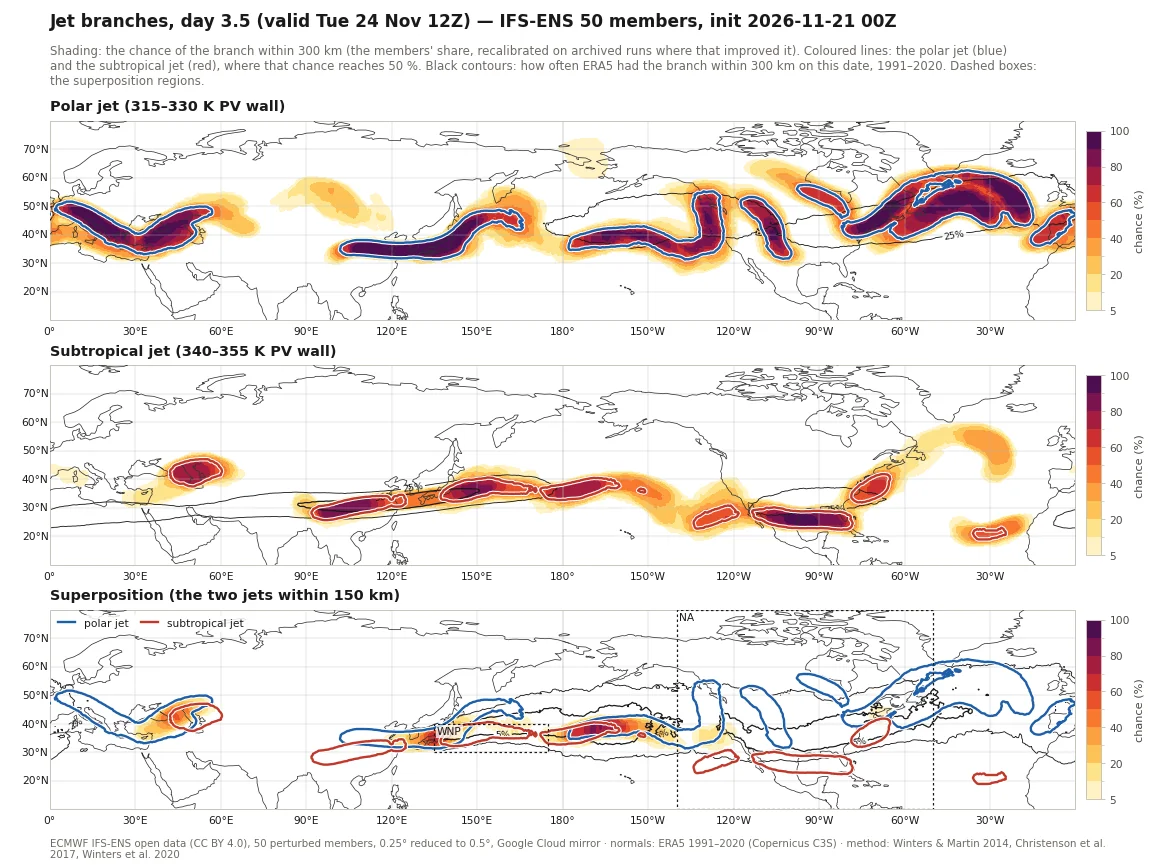 Jet branches, day 3.5 (valid Tue 24 Nov 12Z) — IFS-ENS 50 members, init 2026-11-21 00Z
Shading: the chance of the branch within 300 km (the members' share, recalibrated on archived runs where that improved it). Coloured lines: the polar jet (blue)
and the subtropical jet (red), where that chance reaches 50 %. Black contours: how often ERA5 had the branch within 300 km on this date, 1991–2020. Dashed boxes:
the superposition regions.
Polar jet (315–330 K PV wall)
70°N
60°N
50°N
40°N
30°N
20°N
25%
0°
30°E
60°E
90°E
120°E
150°E
180°
150°W
120°W
90°W
60°W
30°W
100
80
60
40
20
5
chance (%)
Subtropical jet (340–355 K PV wall)
70°N
60°N
50°N
40°N
30°N
20°N
0°
30°E
60°E
90°E
120°E
150°E
180°
150°W
120°W
90°W
60°W
30°W
100
80
60
40
20
5
chance (%)
Superposition (the two jets within 150 km)
polar jet
subtropical jet
NA
WNP
5%
70°N
60°N
50°N
40°N
30°N
20°N
0°
30°E
60°E
90°E
120°E
150°E
180°
150°W
120°W
90°W
60°W
30°W
100
80
60
40
20
5
chance (%)
ECMWF IFS-ENS open data (CC BY 4.0), 50 perturbed members, 0.25° reduced to 0.5°, Google Cloud mirror · normals: ERA5 1991–2020 (Copernicus C3S) · method: Winters & Martin 2014, Christenson et al.
2017, Winters et al. 2020